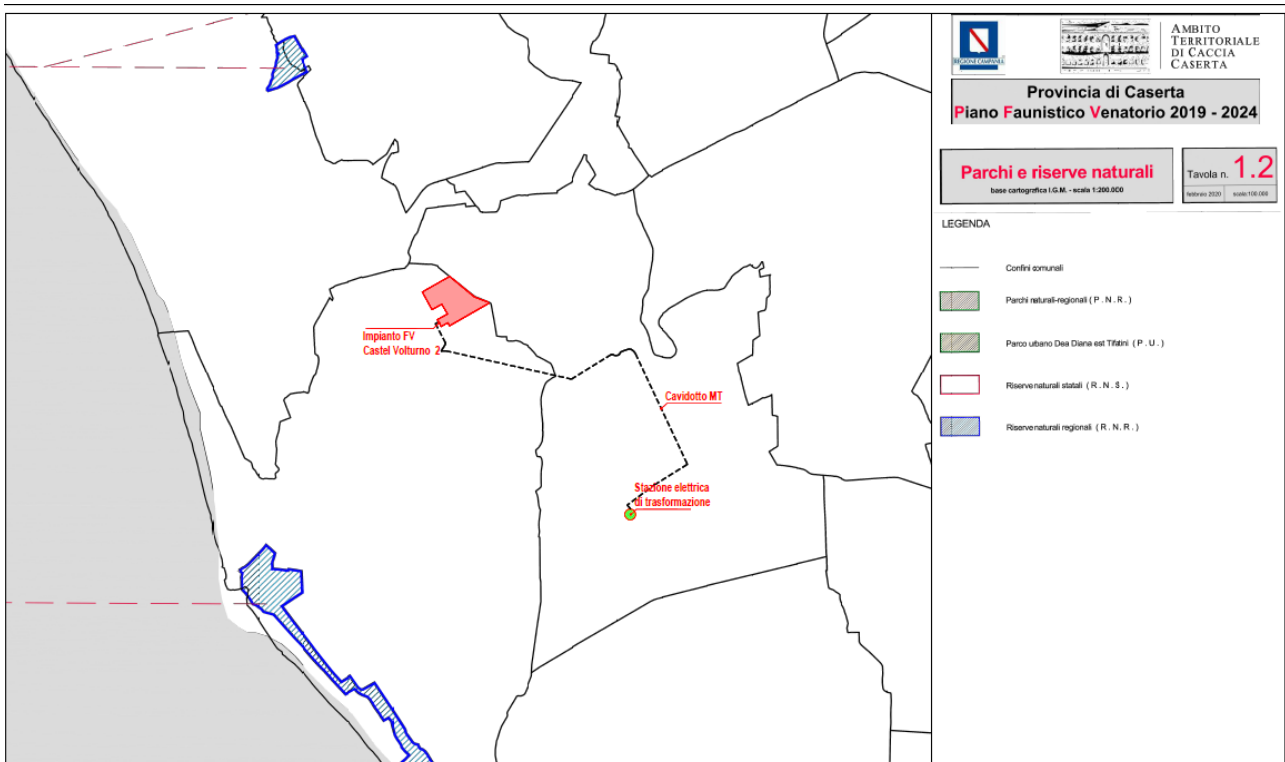 REGIONE CAMPANIA
AMBITO
TERRITORIALE
DI CACCIA
CASERTA
Provincia di Caserta
Piano Faunistico Venatorio 2019 - 2024
Parchi e riserve naturali
base cartografica I.G.M. - scala 1:200.000
Tavola n. 1.2
febbraio 2020 scala:100.000
LEGENDA
Confini comunali
Parchi naturali-regionali ( P . N . R . )
Parco urbano Dea Diana est Tifatini ( P . U . )
Riserve naturali statali ( R . N . S . )
Riserve naturali regionali ( R . N . R . )
Impianto FV
Castel Volturno 2
Cavidotto MT
Stazione elettrica
di trasformazione